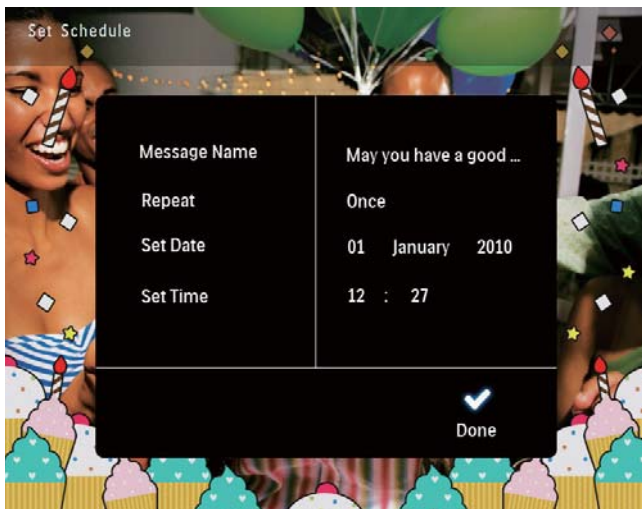 Set Schedule
Message Name May you have a good ...
Repeat Once
Set Date 01 January 2010
Set Time 12 : 27
Done